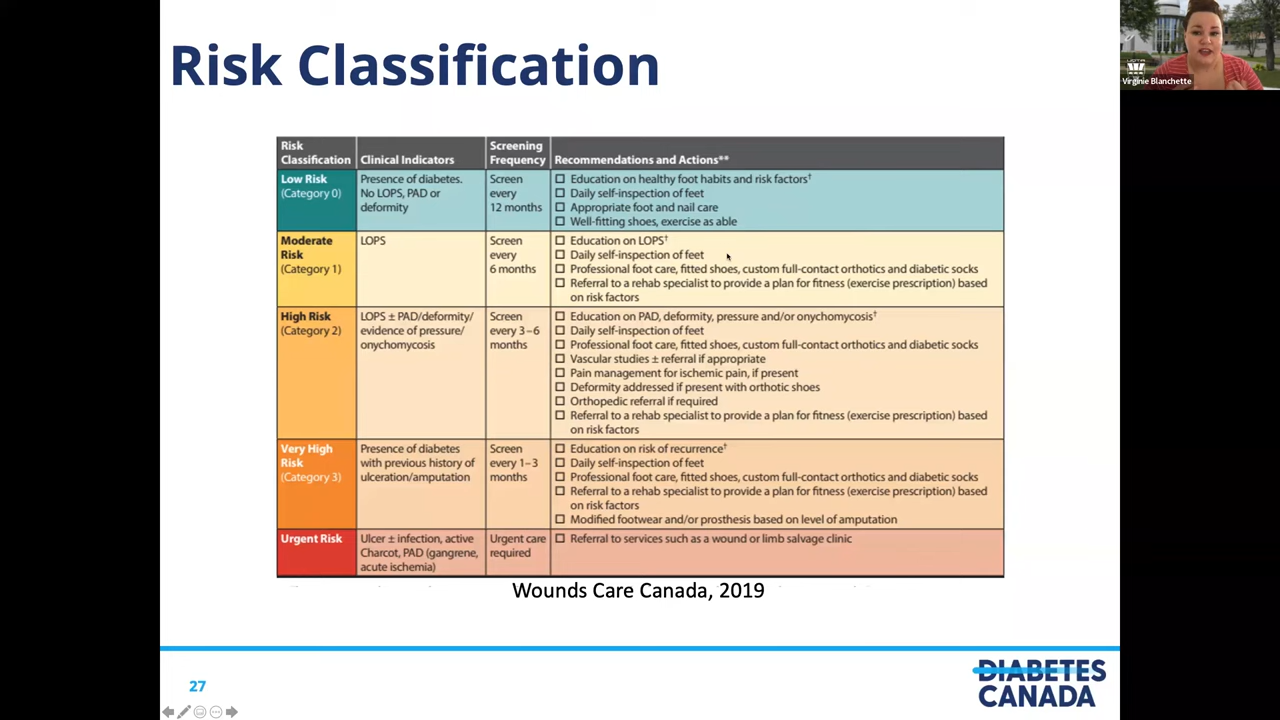 Risk Classification
Virginie Blanchette
Risk
Classification
Clinical Indicators
Screening
Frequency
Recommendations and Actions**
Low Risk
(Category 0)
Presence of diabetes.
No LOPS, PAD or
deformity
Screen
every
12 months
Education on healthy foot habits and risk factors†
Daily self-inspection of feet
Appropriate foot and nail care
Well-fitting shoes, exercise as able
Moderate
Risk
(Category 1)
LOPS
Screen
every
6 months
Education on LOPS†
Daily self-inspection of feet
Professional foot care, fitted shoes, custom full-contact orthotics and diabetic socks
Referral to a rehab specialist to provide a plan for fitness (exercise prescription) based
on risk factors
High Risk
(Category 2)
LOPS ± PAD/deformity/
evidence of pressure/
onychomycosis
Screen
every 3–6
months
Education on PAD, deformity, pressure and/or onychomycosis†
Daily self-inspection of feet
Professional foot care, fitted shoes, custom full-contact orthotics and diabetic socks
Vascular studies ± referral if appropriate
Pain management for ischemic pain, if present
Deformity addressed if present with orthotic shoes
Orthopedic referral if required
Referral to a rehab specialist to provide a plan for fitness (exercise prescription) based
on risk factors
Very High
Risk
(Category 3)
Presence of diabetes
with previous history of
ulceration/amputation
Screen
every 1–3
months
Education on risk of recurrence†
Daily self-inspection of feet
Professional foot care, fitted shoes, custom full-contact orthotics and diabetic socks
Referral to a rehab specialist to provide a plan for fitness (exercise prescription) based
on risk factors
Modified footwear and/or prosthesis based on level of amputation
Urgent Risk
Ulcer ± infection, active
Charcot, PAD (gangrene,
acute ischemia)
Urgent care
required
Referral to services such as a wound or limb salvage clinic
Wounds Care Canada, 2019
27
DIABETES
CANADA